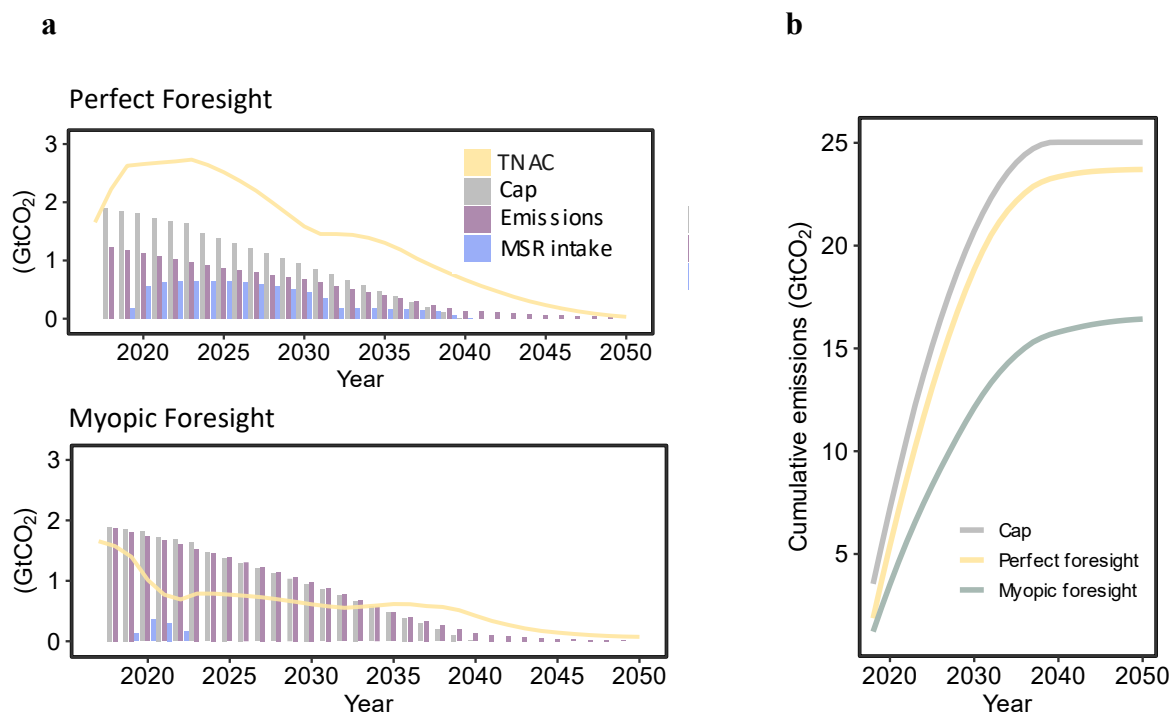 a
Perfect Foresight
3
2
1
0
(GtCO₂)
TNAC
Cap
Emissions
MSR intake
2020 2025 2030 2035 2040 2045 2050
Year
Myopic Foresight
3
2
1
0
(GtCO₂)
2020 2025 2030 2035 2040 2045 2050
Year
b
25
20
15
10
5
Cumulative emissions (GtCO₂)
Cap
Perfect foresight
Myopic foresight
2020 2030 2040 2050
Year